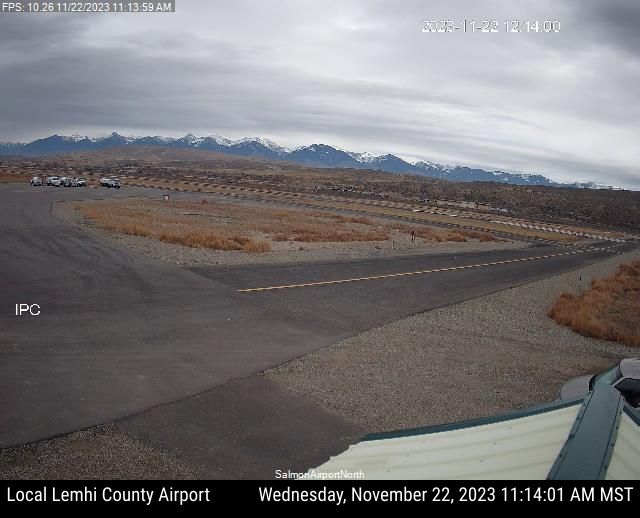 FPS: 10.26 11/22/2023 11:13:59 AM
2023-11-22 12:14:00
IPC
SalmonAirportNorth
Local Lemhi County Airport Wednesday, November 22, 2023 11:14:01 AM MST